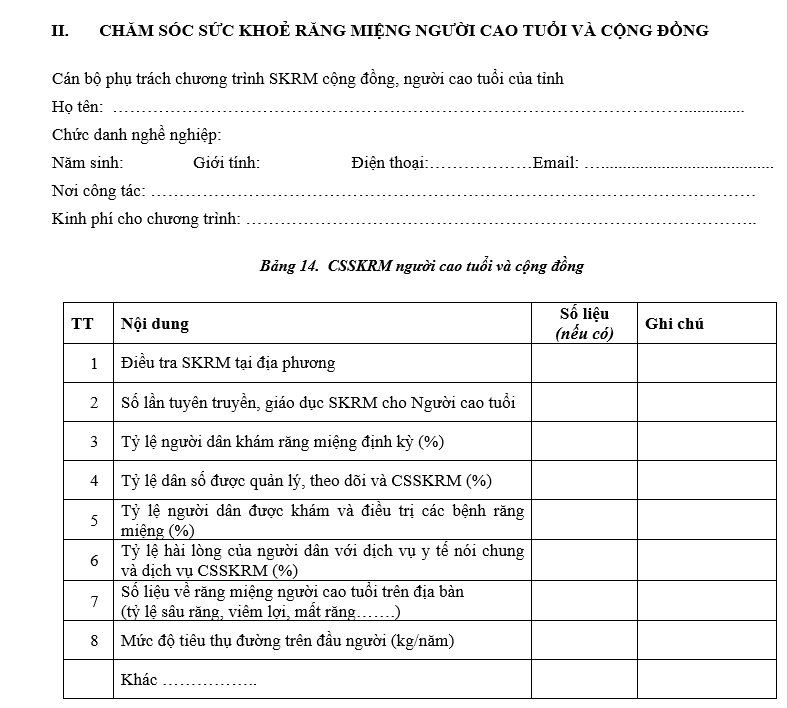 II. CHĂM SÓC SỨC KHOẺ RĂNG MIỆNG NGƯỜI CAO TUỔI VÀ CỘNG ĐỒNG
Cán bộ phụ trách chương trình SKRM cộng đồng, người cao tuổi của tỉnh
Họ tên: ……………………………………………………………………………………...............
Chức danh nghề nghiệp:
Năm sinh: Giới tính: Điện thoại:………………Email: …..........................................
Nơi công tác: ……………………………………………………………………………………………
Kinh phí cho chương trình: ……………………………………………………………………………..
Bảng 14. CSSKRM người cao tuổi và cộng đồng
TT Nội dung Số liệu (nếu có) Ghi chú
1 Điều tra SKRM tại địa phương
2 Số lần tuyên truyền, giáo dục SKRM cho Người cao tuổi
3 Tỷ lệ người dân khám răng miệng định kỳ (%)
4 Tỷ lệ dân số được quản lý, theo dõi và CSSKRM (%)
5 Tỷ lệ người dân được khám và điều trị các bệnh răng
miệng (%)
6 Tỷ lệ hài lòng của người dân với dịch vụ y tế nói chung
và dịch vụ CSSKRM (%)
7 Số liệu về răng miệng người cao tuổi trên địa bàn
(tỷ lệ sâu răng, viêm lợi, mất răng…….)
8 Mức độ tiêu thụ đường trên đầu người (kg/năm)
Khác ……………..